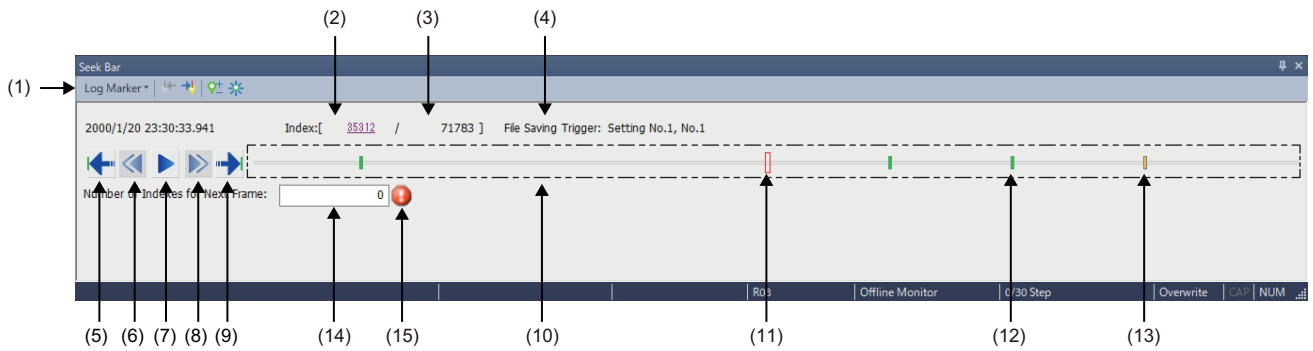 (2) (3) (4)
Seek Bar
(1) Log Marker
2000/1/20 23:30:33.941 Index:[ 35312 / 71783 ] File Saving Trigger: Setting No.1, No.1
Number of Indexes for Next Frame: 0
R08 Offline Monitor 0/30 Step Overwrite CAP NUM
(5) (6) (7) (8) (9) (14) (15) (10) (11) (12) (13)